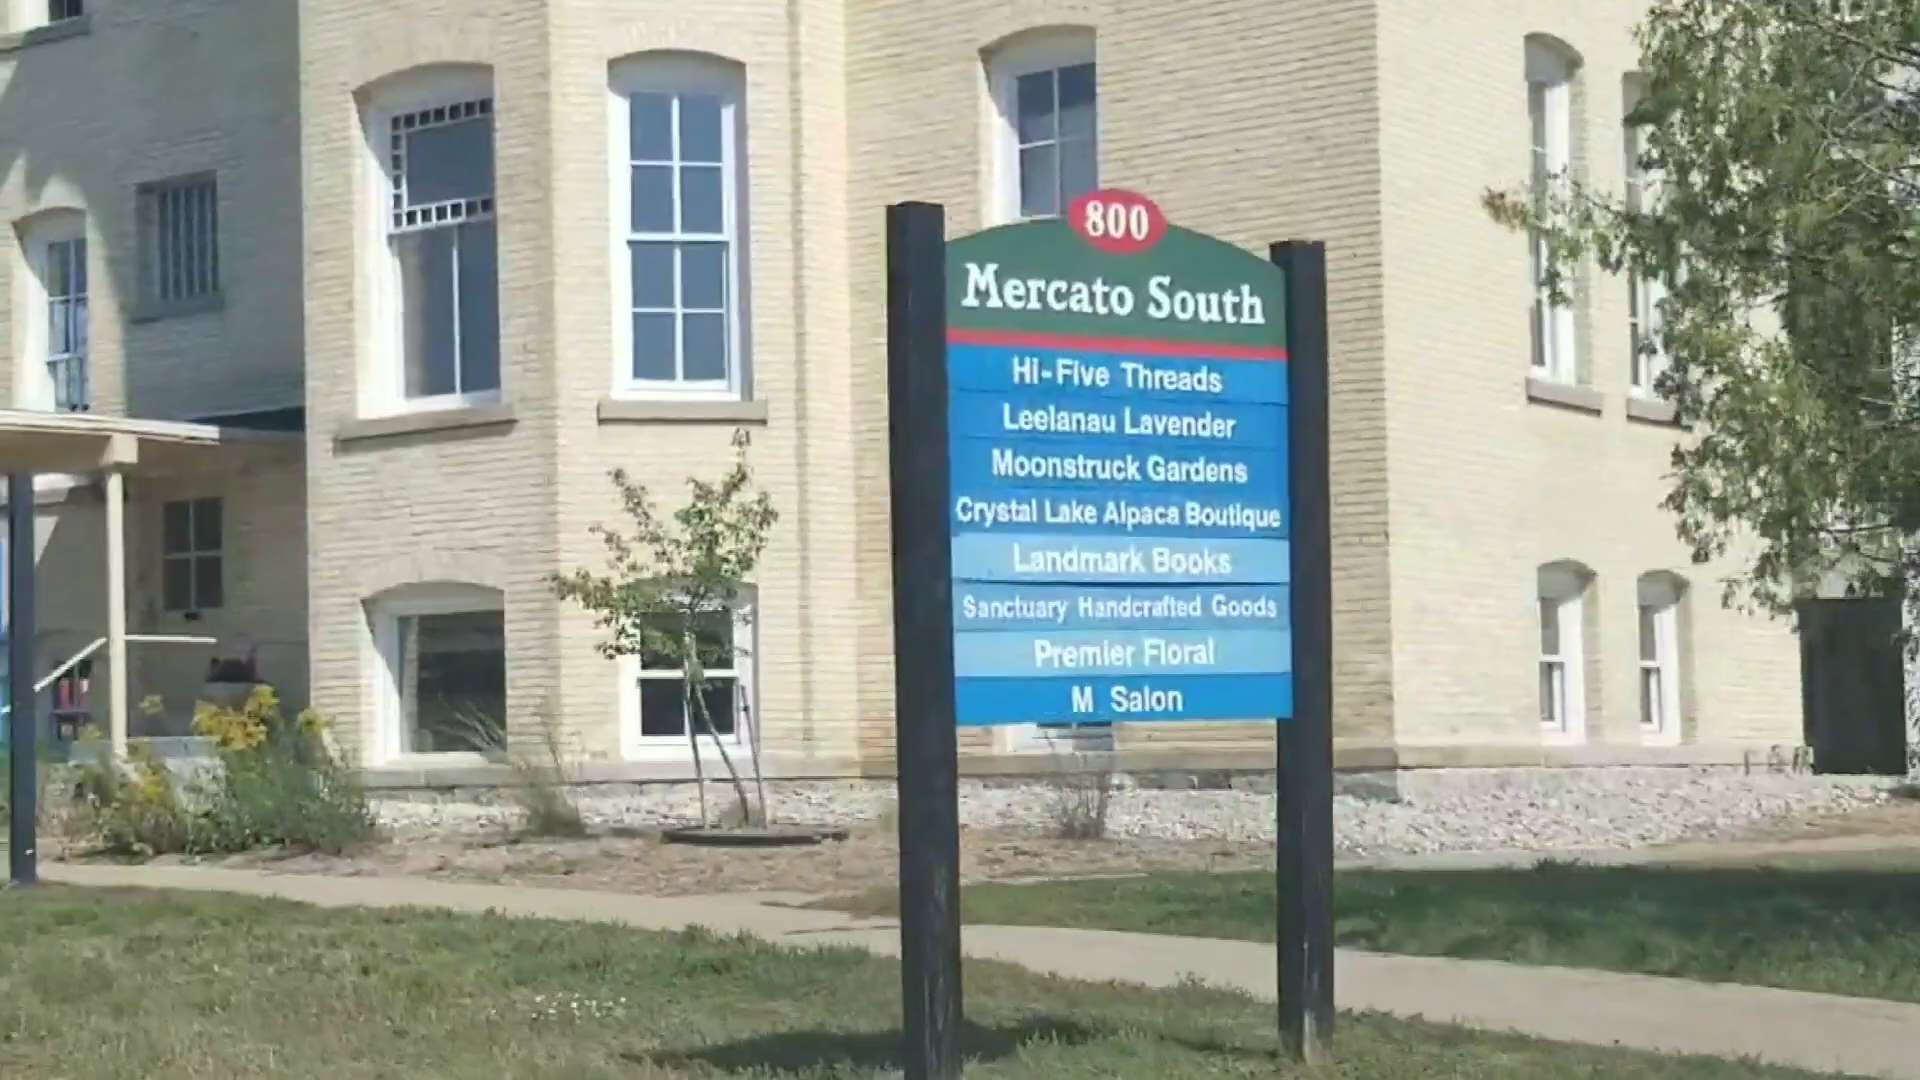 800
Mercato South
Hi-Five Threads
Leelanau Lavender
Moonstruck Gardens
Crystal Lake Alpaca Boutique
Landmark Books
Sanctuary Handcrafted Goods
Premier Floral
M Salon